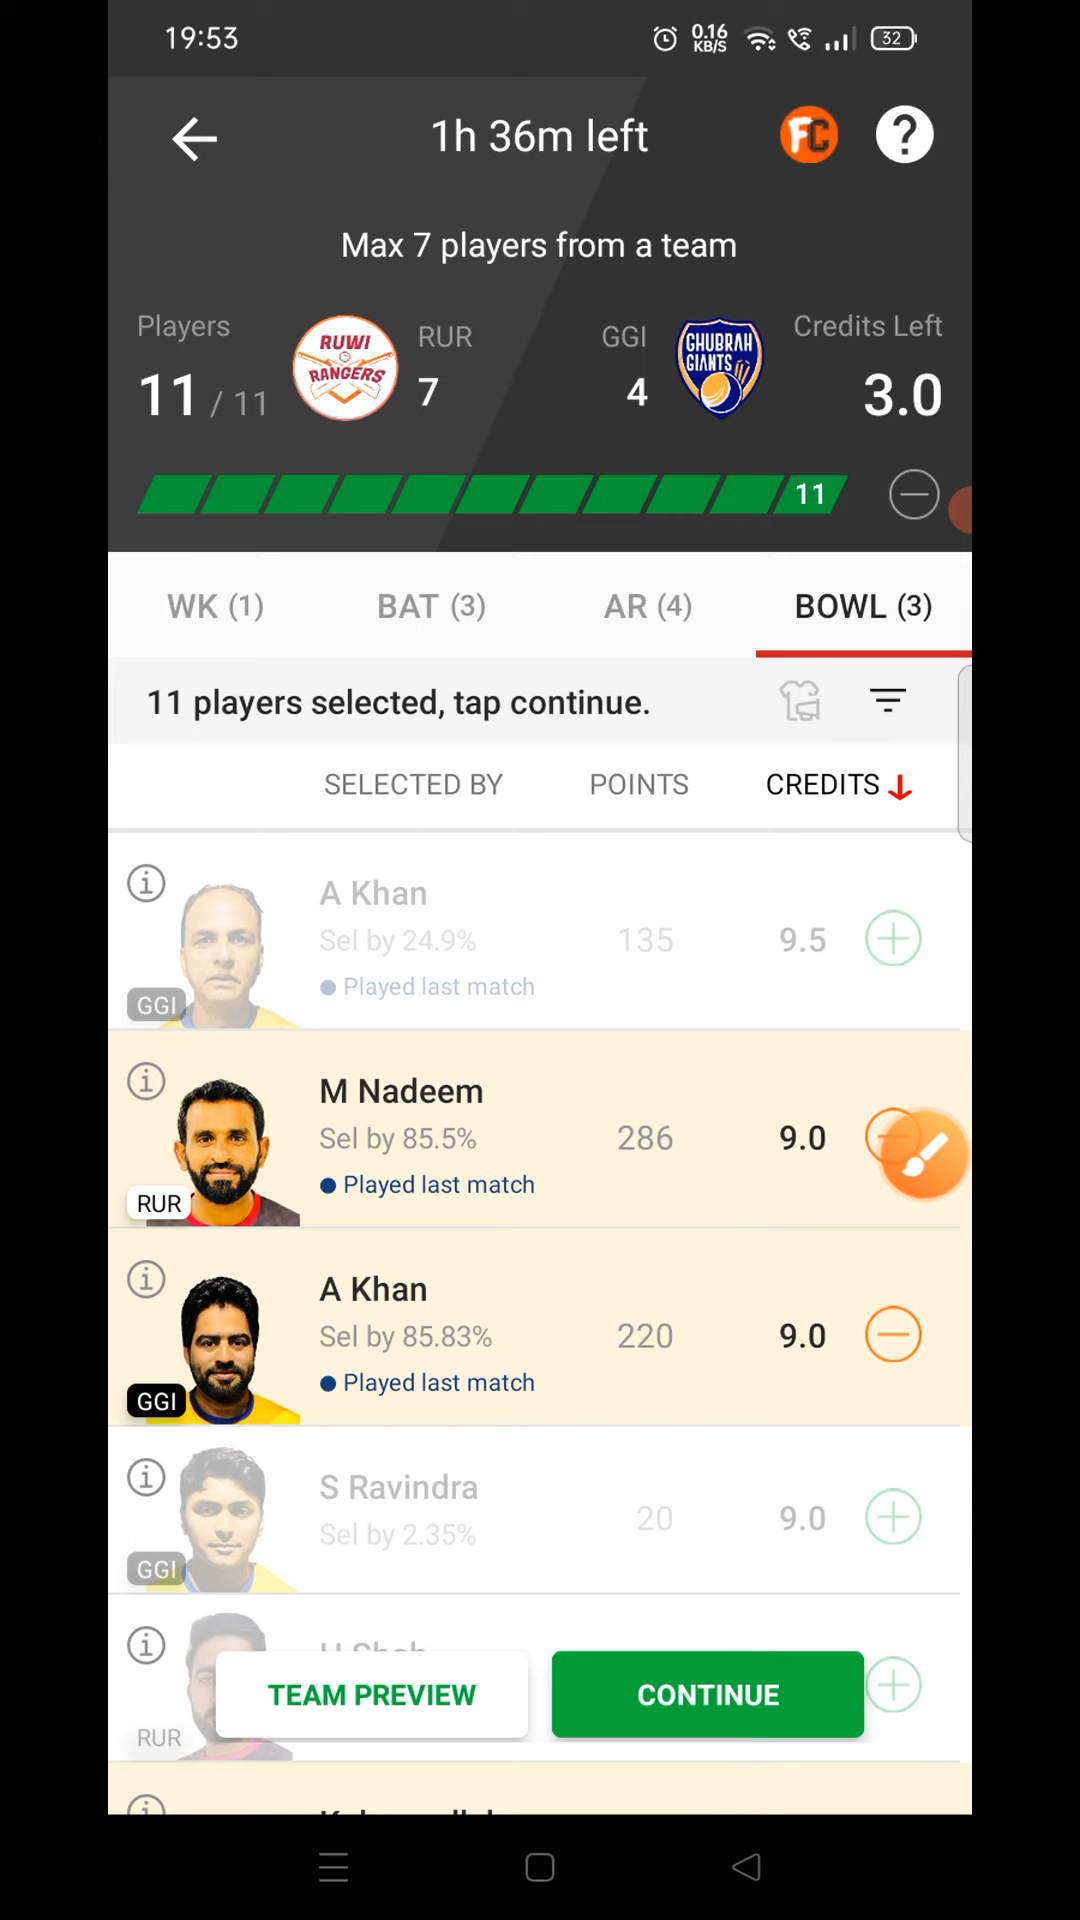 19:53
0.16
KB/S
32
1h 36m left
FC
?
Max 7 players from a team
Players
11 / 11
RUWI
RANGERS
RUR
7
GGI
4
GHUBRAH
GIANTS
Credits Left
3.0
11
WK (1)
BAT (3)
AR (4)
BOWL (3)
11 players selected, tap continue.
SELECTED BY
POINTS
CREDITS
A Khan
Sel by 24.9%
135
9.5
Played last match
GGI
M Nadeem
Sel by 85.5%
286
9.0
Played last match
RUR
A Khan
Sel by 85.83%
220
9.0
Played last match
GGI
S Ravindra
Sel by 2.35%
20
9.0
GGI
TEAM PREVIEW
CONTINUE
RUR